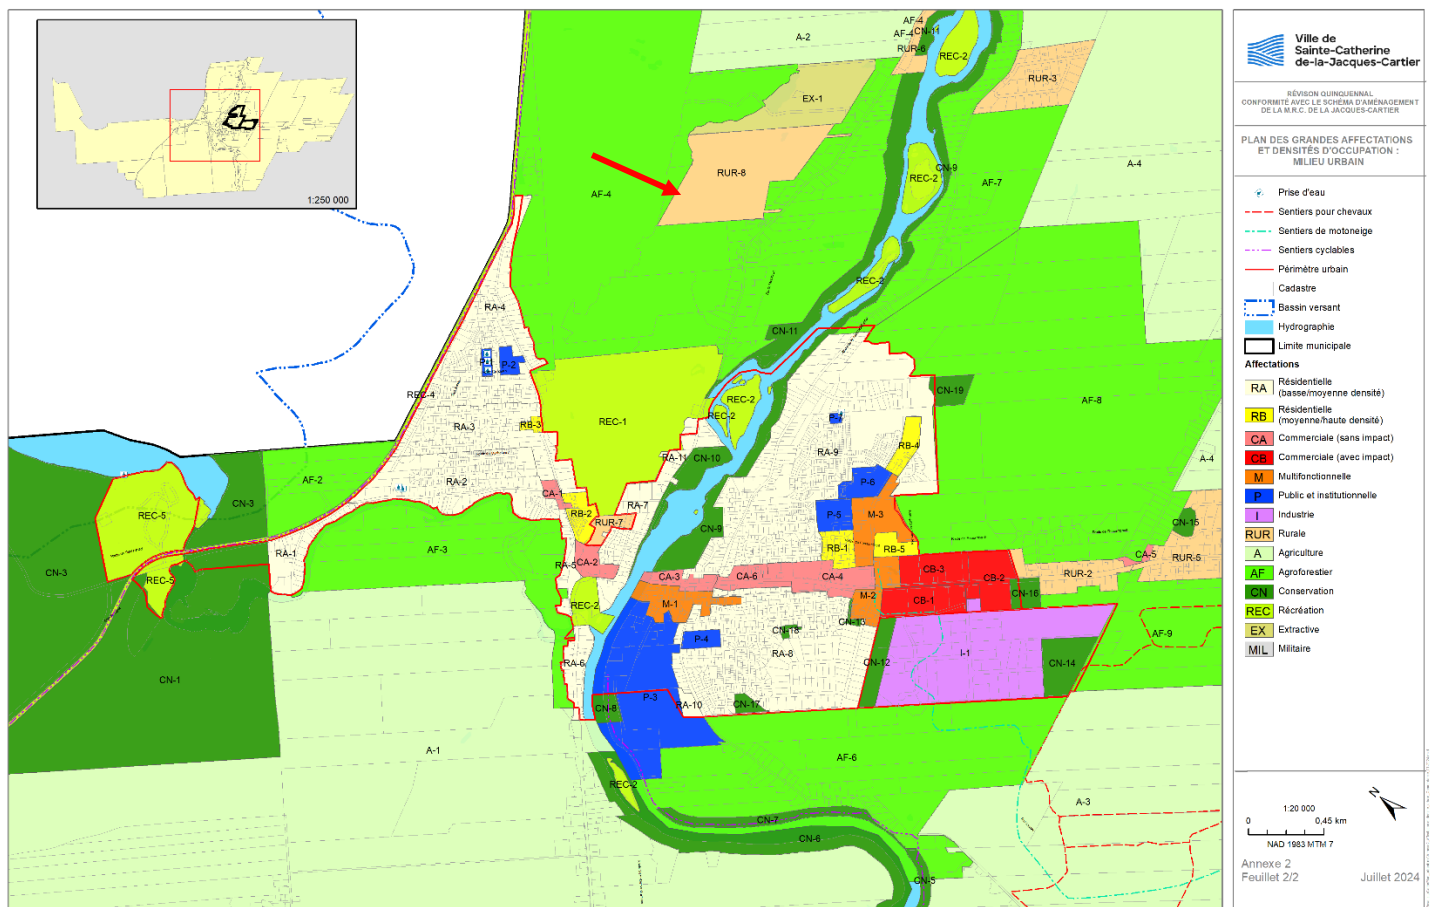 Ville de
Sainte-Catherine
de-la-Jacques-Cartier
RÉVISON QUINQUENNAL
CONFORMITÉ AVEC LE SCHÉMA D'AMÉNAGEMENT
DE LA M.R.C. DE LA JACQUES-CARTIER
PLAN DES GRANDES AFFECTATIONS
ET DENSITÉS D'OCCUPATION :
MILIEU URBAIN
Prise d'eau
Sentiers pour chevaux
Sentiers de motoneige
Sentiers cyclables
Périmètre urbain
Cadastre
Bassin versant
Hydrographie
Limite municipale
Affectations
RA Résidentielle
(basse/moyenne densité)
RB Résidentielle
(moyenne/haute densité)
CA Commerciale (sans impact)
CB Commerciale (avec impact)
M Multifonctionnelle
P Public et institutionnelle
I Industrie
RUR Rurale
A Agriculture
AF Agroforestier
CN Conservation
REC Récréation
EX Extractive
MIL Militaire
N
1:20 000
0 0,45 km
NAD 1983 MTM 7
Annexe 2
Feuillet 2/2 Juillet 2024
1:250 000
AF-4
AF-4
CN-11
RUR-6
REC-2
A-2
RUR-3
EX-1
A-4
RUR-8
CN-9
REC-2
AF-7
AF-4
REC-2
RA-4
CN-11
P-1
P-2
REC-4
CN-19
AF-8
REC-2
REC-2
REC-1
RB-3
RA-3
RA-9
RB-4
A-4
RA-11
CN-10
AF-2
RA-2
P-6
CN-3
CA-1
RB-2
RA-7
REC-5
P-5
M-3
RUR-7
CN-15
CN-9
AF-3
RB-1
RB-5
RA-1
CA-5
RUR-5
RA-5
CA-2
CA-3
CA-6
CA-4
CB-3
CB-2
RUR-2
CN-3
REC-5
REC-2
M-1
M-2
CB-1
CN-16
CN-13
CN-18
P-4
AF-9
RA-8
I-1
CN-14
RA-6
CN-12
CN-1
P-3
CN-8
RA-10
CN-17
A-1
AF-6
REC-2
A-3
CN-7
CN-6
CN-5